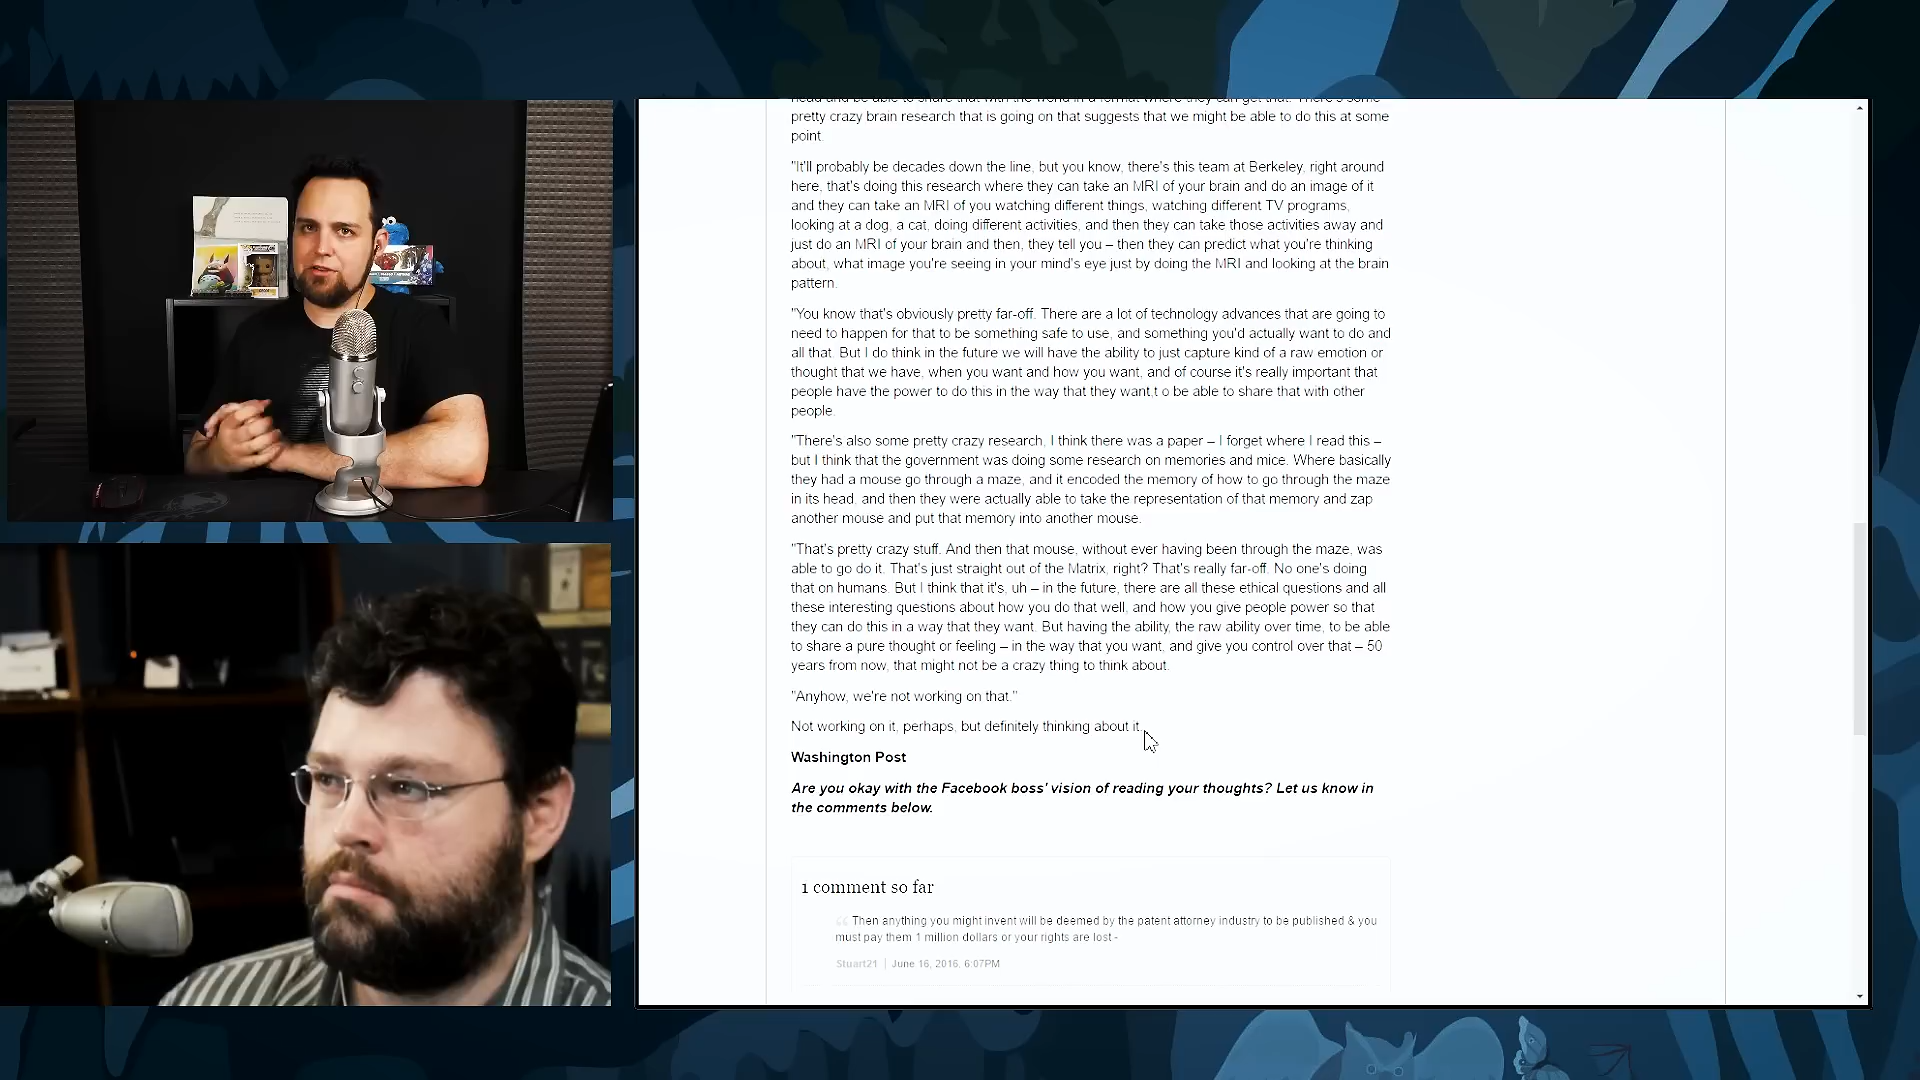 head and be able to share that with the world in a format where they can get that. There's some
pretty crazy brain research that is going on that suggests that we might be able to do this at some
point.
"It'll probably be decades down the line, but you know, there's this team at Berkeley, right around
here, that's doing this research where they can take an MRI of your brain and do an image of it
and they can take an MRI of you watching different things, watching different TV programs,
looking at a dog, a cat, doing different activities, and then they can take those activities away and
just do an MRI of your brain and then, they tell you – then they can predict what you're thinking
about, what image you're seeing in your mind's eye just by doing the MRI and looking at the brain
pattern.
"You know that's obviously pretty far-off. There are a lot of technology advances that are going to
need to happen for that to be something safe to use, and something you'd actually want to do and
all that. But I do think in the future we will have the ability to just capture kind of a raw emotion or
thought that we have, when you want and how you want, and of course it's really important that
people have the power to do this in the way that they want,t o be able to share that with other
people.
"There's also some pretty crazy research, I think there was a paper – I forget where I read this –
but I think that the government was doing some research on memories and mice. Where basically
they had a mouse go through a maze, and it encoded the memory of how to go through the maze
in its head, and then they were actually able to take the representation of that memory and zap
another mouse and put that memory into another mouse.
"That's pretty crazy stuff. And then that mouse, without ever having been through the maze, was
able to go do it. That's just straight out of the Matrix, right? That's really far-off. No one's doing
that on humans. But I think that it's, uh – in the future, there are all these ethical questions and all
these interesting questions about how you do that well, and how you give people power so that
they can do this in a way that they want. But having the ability, the raw ability over time, to be able
to share a pure thought or feeling – in the way that you want, and give you control over that – 50
years from now, that might not be a crazy thing to think about.
"Anyhow, we're not working on that."
Not working on it, perhaps, but definitely thinking about it.
Washington Post
Are you okay with the Facebook boss' vision of reading your thoughts? Let us know in
the comments below.
1 comment so far
Then anything you might invent will be deemed by the patent attorney industry to be published & you
must pay them 1 million dollars or your rights are lost -
Stuart21 | June 16, 2016, 6:07PM